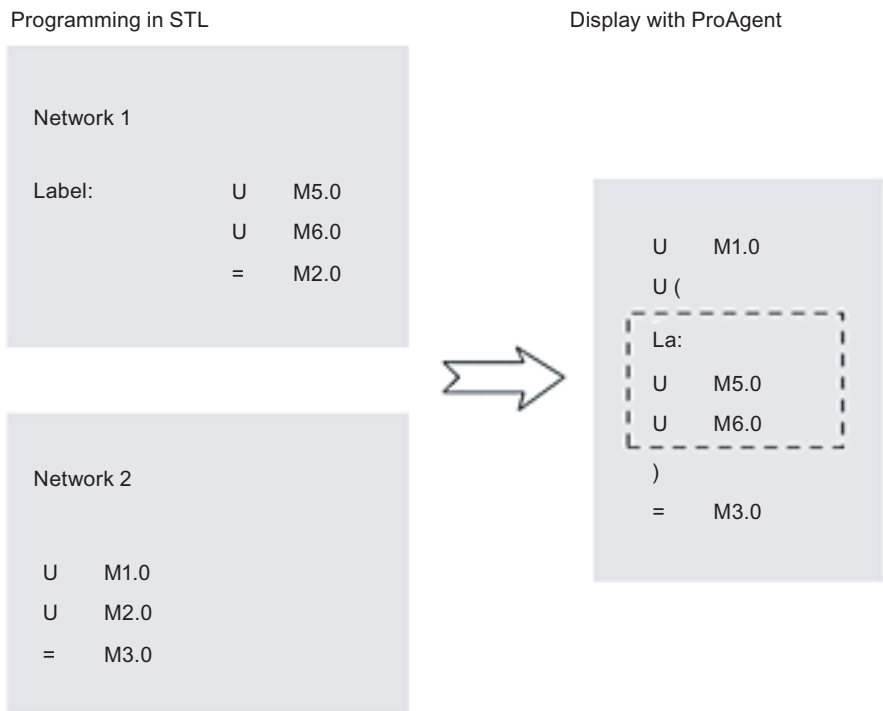 Programming in STL
Display with ProAgent
Network 1
Label: U M5.0
U M6.0
= M2.0
Network 2
U M1.0
U M2.0
= M3.0
U M1.0
U (
La:
U M5.0
U M6.0
)
= M3.0